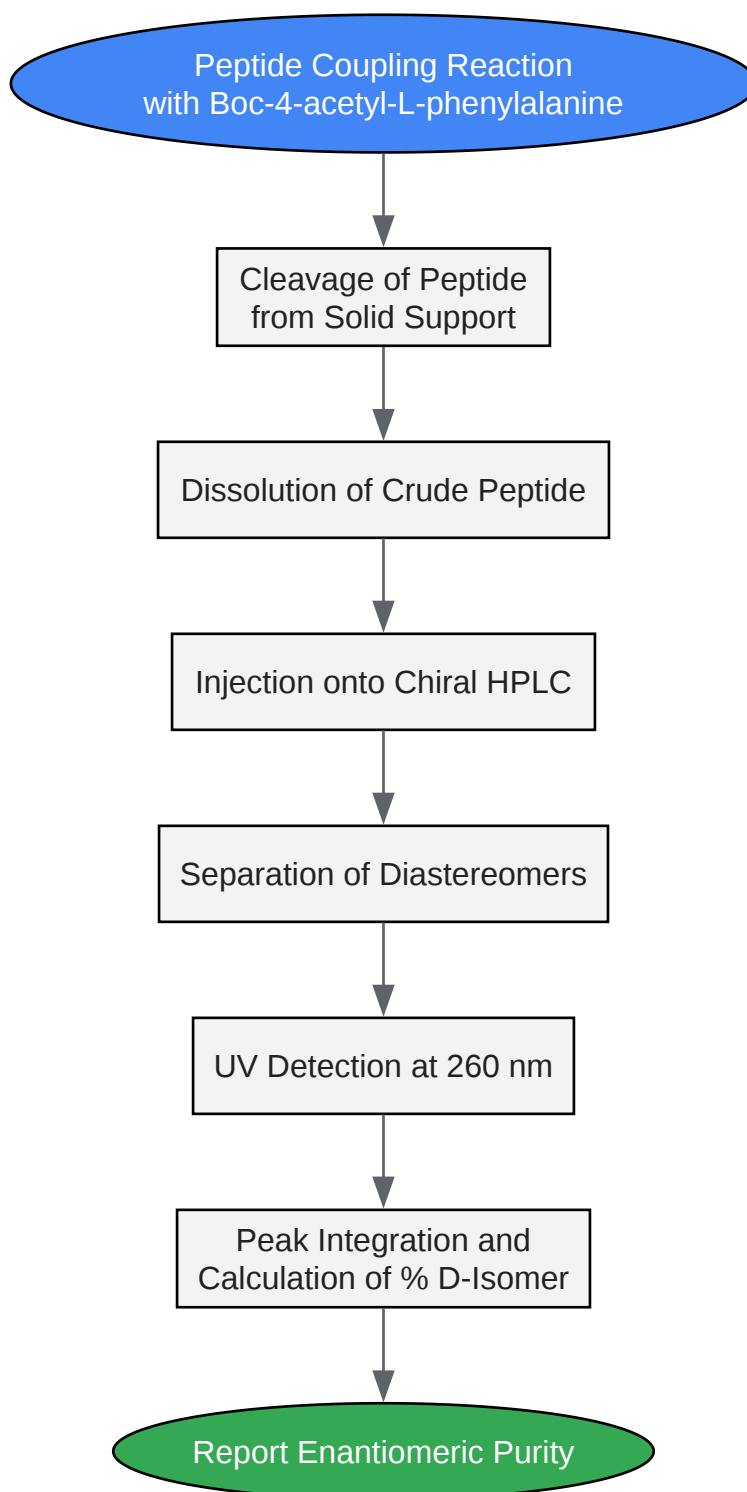 Peptide Coupling Reaction
with Boc-4-acetyl-L-phenylalanine
Cleavage of Peptide
from Solid Support
Dissolution of Crude Peptide
Injection onto Chiral HPLC
Separation of Diastereomers
UV Detection at 260 nm
Peak Integration and
Calculation of % D-Isomer
Report Enantiomeric Purity